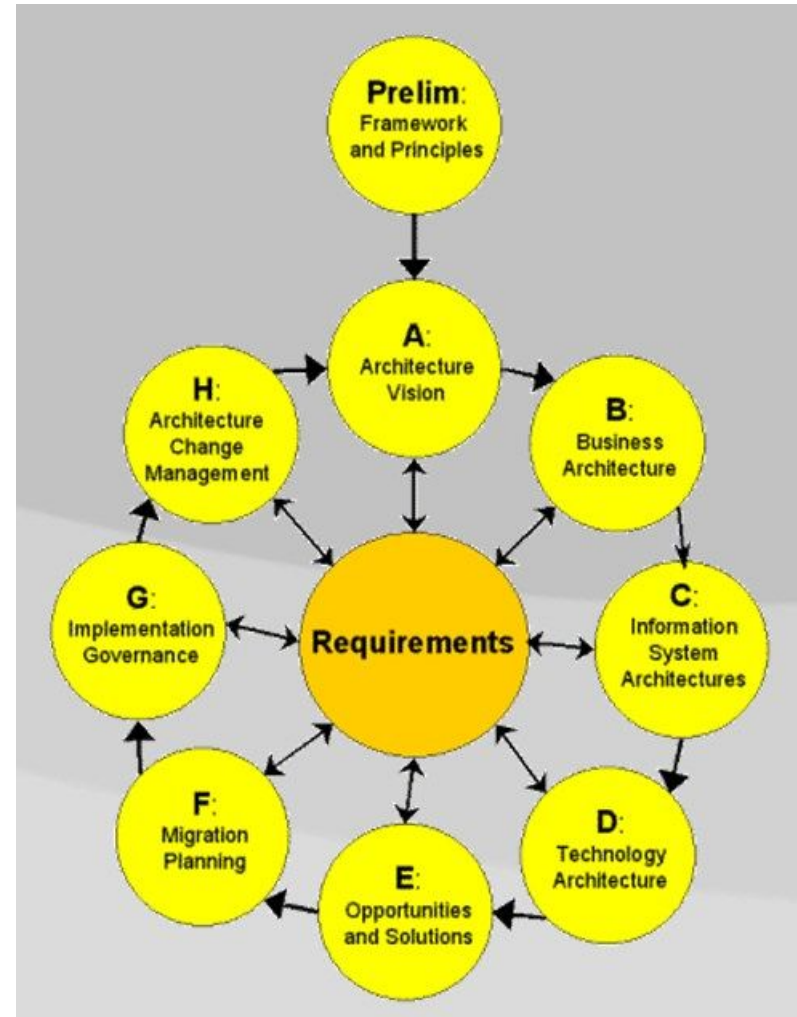 Prelim:
Framework
and Principles
A:
Architecture
Vision
B:
Business
Architecture
C:
Information
System
Architectures
D:
Technology
Architecture
E:
Opportunities
and Solutions
F:
Migration
Planning
G:
Implementation
Governance
H:
Architecture
Change
Management
Requirements